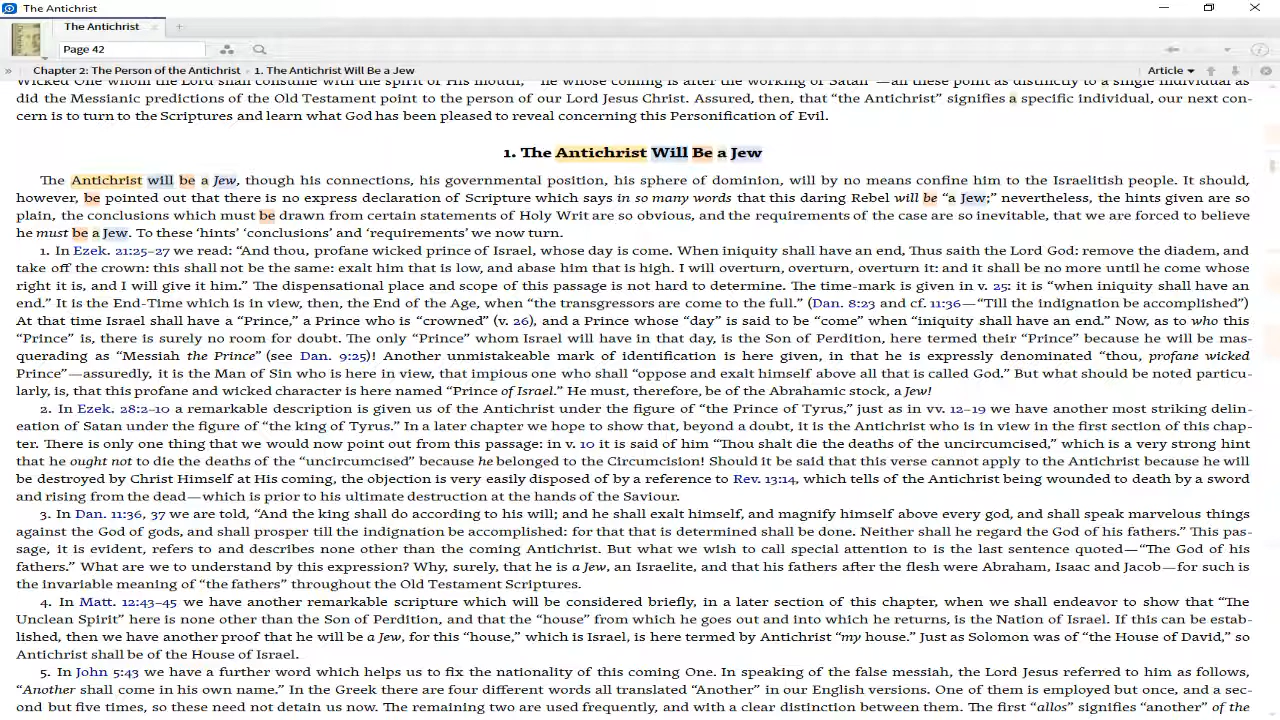 The Antichrist
The Antichrist
Page 42
» Chapter 2: The Person of the Antichrist › 1. The Antichrist Will Be a Jew
Article
Wicked One whom the Lord shall consume with the spirit of His mouth,” “he whose coming is after the working of Satan”—all these point as distinctly to a single individual as
did the Messianic predictions of the Old Testament point to the person of our Lord Jesus Christ. Assured, then, that “the Antichrist” signifies a specific individual, our next con-
cern is to turn to the Scriptures and learn what God has been pleased to reveal concerning this Personification of Evil.
1. The Antichrist Will Be a Jew
The Antichrist will be a Jew, though his connections, his governmental position, his sphere of dominion, will by no means confine him to the Israelitish people. It should,
however, be pointed out that there is no express declaration of Scripture which says in so many words that this daring Rebel will be “a Jew;” nevertheless, the hints given are so
plain, the conclusions which must be drawn from certain statements of Holy Writ are so obvious, and the requirements of the case are so inevitable, that we are forced to believe
he must be a Jew. To these ‘hints’ ‘conclusions’ and ‘requirements’ we now turn.
1. In Ezek. 21:25–27 we read: “And thou, profane wicked prince of Israel, whose day is come. When iniquity shall have an end, Thus saith the Lord God: remove the diadem, and
take off the crown: this shall not be the same: exalt him that is low, and abase him that is high. I will overturn, overturn, overturn it: and it shall be no more until he come whose
right it is, and I will give it him.” The dispensational place and scope of this passage is not hard to determine. The time-mark is given in v. 25: it is “when iniquity shall have an
end.” It is the End-Time which is in view, then, the End of the Age, when “the transgressors are come to the full.” (Dan. 8:23 and cf. 11:36—“Till the indignation be accomplished”)
At that time Israel shall have a “Prince,” a Prince who is “crowned” (v. 26), and a Prince whose “day” is said to be “come” when “iniquity shall have an end.” Now, as to who this
“Prince” is, there is surely no room for doubt. The only “Prince” whom Israel will have in that day, is the Son of Perdition, here termed their “Prince” because he will be mas-
querading as “Messiah the Prince” (see Dan. 9:25)! Another unmistakeable mark of identification is here given, in that he is expressly denominated “thou, profane wicked
Prince”—assuredly, it is the Man of Sin who is here in view, that impious one who shall “oppose and exalt himself above all that is called God.” But what should be noted particu-
larly, is, that this profane and wicked character is here named “Prince of Israel.” He must, therefore, be of the Abrahamic stock, a Jew!
2. In Ezek. 28:2–10 a remarkable description is given us of the Antichrist under the figure of “the Prince of Tyrus,” just as in vv. 12–19 we have another most striking delin-
eation of Satan under the figure of “the king of Tyrus.” In a later chapter we hope to show that, beyond a doubt, it is the Antichrist who is in view in the first section of this chap-
ter. There is only one thing that we would now point out from this passage: in v. 10 it is said of him “Thou shalt die the deaths of the uncircumcised,” which is a very strong hint
that he ought not to die the deaths of the “uncircumcised” because he belonged to the Circumcision! Should it be said that this verse cannot apply to the Antichrist because he will
be destroyed by Christ Himself at His coming, the objection is very easily disposed of by a reference to Rev. 13:14, which tells of the Antichrist being wounded to death by a sword
and rising from the dead—which is prior to his ultimate destruction at the hands of the Saviour.
3. In Dan. 11:36, 37 we are told, “And the king shall do according to his will; and he shall exalt himself, and magnify himself above every god, and shall speak marvelous things
against the God of gods, and shall prosper till the indignation be accomplished: for that that is determined shall be done. Neither shall he regard the God of his fathers.” This pas-
sage, it is evident, refers to and describes none other than the coming Antichrist. But what we wish to call special attention to is the last sentence quoted—“The God of his
fathers.” What are we to understand by this expression? Why, surely, that he is a Jew, an Israelite, and that his fathers after the flesh were Abraham, Isaac and Jacob—for such is
the invariable meaning of “the fathers” throughout the Old Testament Scriptures.
4. In Matt. 12:43–45 we have another remarkable scripture which will be considered briefly, in a later section of this chapter, when we shall endeavor to show that “The
Unclean Spirit” here is none other than the Son of Perdition, and that the “house” from which he goes out and into which he returns, is the Nation of Israel. If this can be estab-
lished, then we have another proof that he will be a Jew, for this “house,” which is Israel, is here termed by Antichrist “my house.” Just as Solomon was of “the House of David,” so
Antichrist shall be of the House of Israel.
5. In John 5:43 we have a further word which helps us to fix the nationality of this coming One. In speaking of the false messiah, the Lord Jesus referred to him as follows,
“Another shall come in his own name.” In the Greek there are four different words all translated “Another” in our English versions. One of them is employed but once, and a sec-
ond but five times, so these need not detain us now. The remaining two are used frequently, and with a clear distinction between them. The first “allos” signifies “another” of the